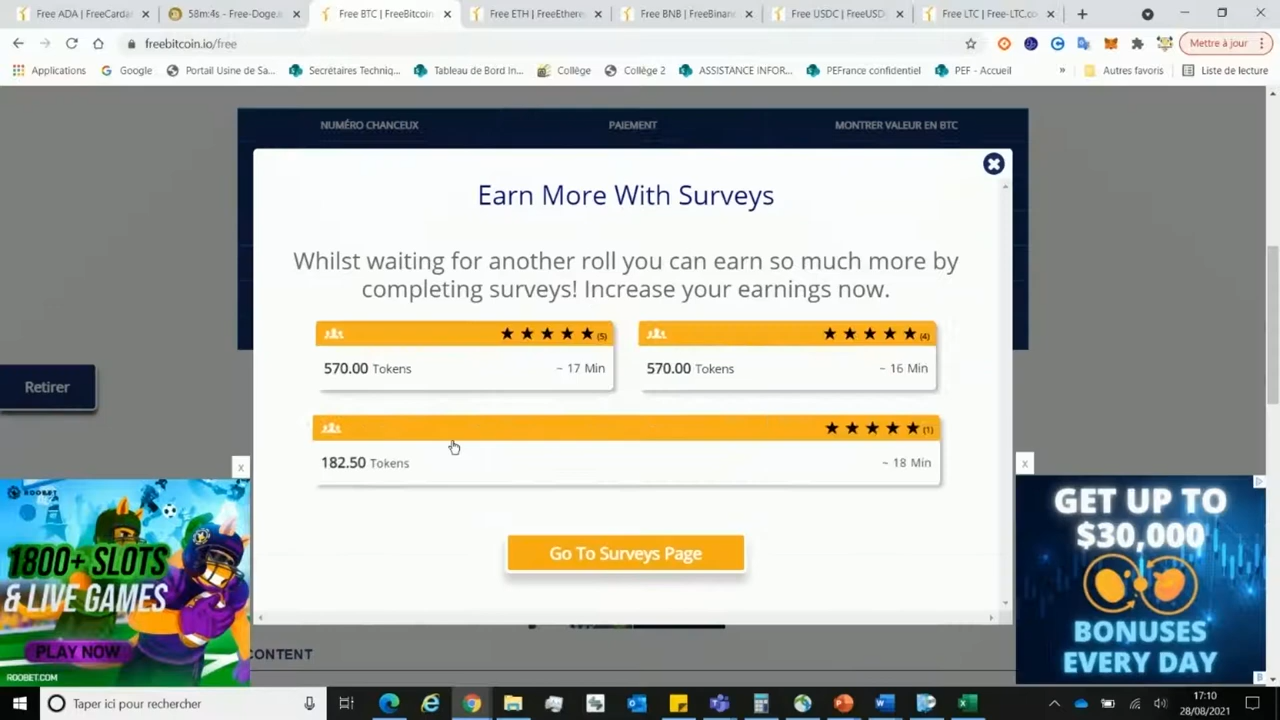 Free ADA | FreeCardan
58m:4s - Free-Doge.io
Free BTC | FreeBitcoin
Free ETH | FreeEthere
Free BNB | FreeBinanc
Free USDC | FreeUSD
Free LTC | Free-LTC.co
freebitcoin.io/free
Mettre à jour
Applications
Google
Portail Usine de Sa...
Secrétaires Techniq...
Tableau de Bord In...
Collège
Collège 2
ASSISTANCE INFOR...
PEFrance confidentiel
PEF - Accueil
»
Autres favoris
Liste de lecture
NUMÉRO CHANCEUX
PAIEMENT
MONTRER VALEUR EN BTC
Earn More With Surveys
Whilst waiting for another roll you can earn so much more by
completing surveys! Increase your earnings now.
★ ★ ★ ★ ★ (5)
570.00 Tokens
~ 17 Min
★ ★ ★ ★ ★ (4)
570.00 Tokens
~ 16 Min
★ ★ ★ ★ ★ (1)
182.50 Tokens
~ 18 Min
Go To Surveys Page
Retirer
x
ROOBET
1800+ SLOTS
& LIVE GAMES
PLAY NOW
ROOBET.COM
x
GET UP TO
$30,000
BONUSES
EVERY DAY
CONTENT
Taper ici pour rechercher
17:10
28/08/2021